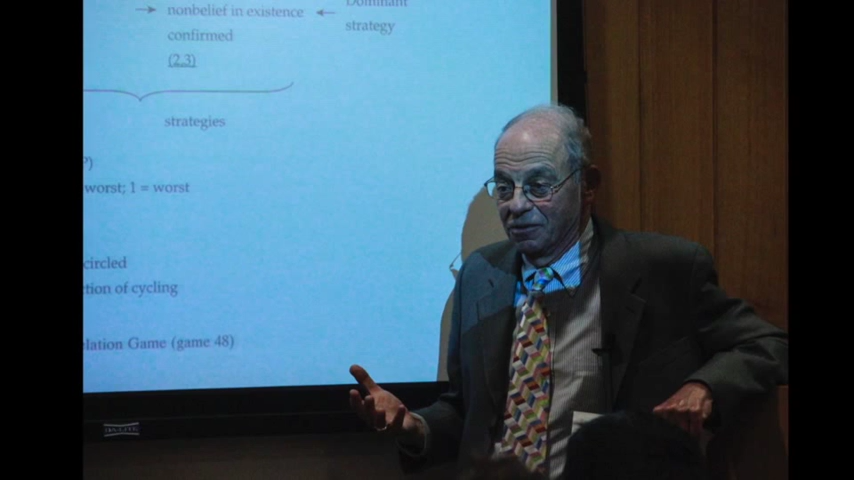 Dominant
→ nonbelief in existence ←
strategy
confirmed
(2,3)
strategies
P)
worst; 1 = worst
circled
tion of cycling
elation Game (game 48)